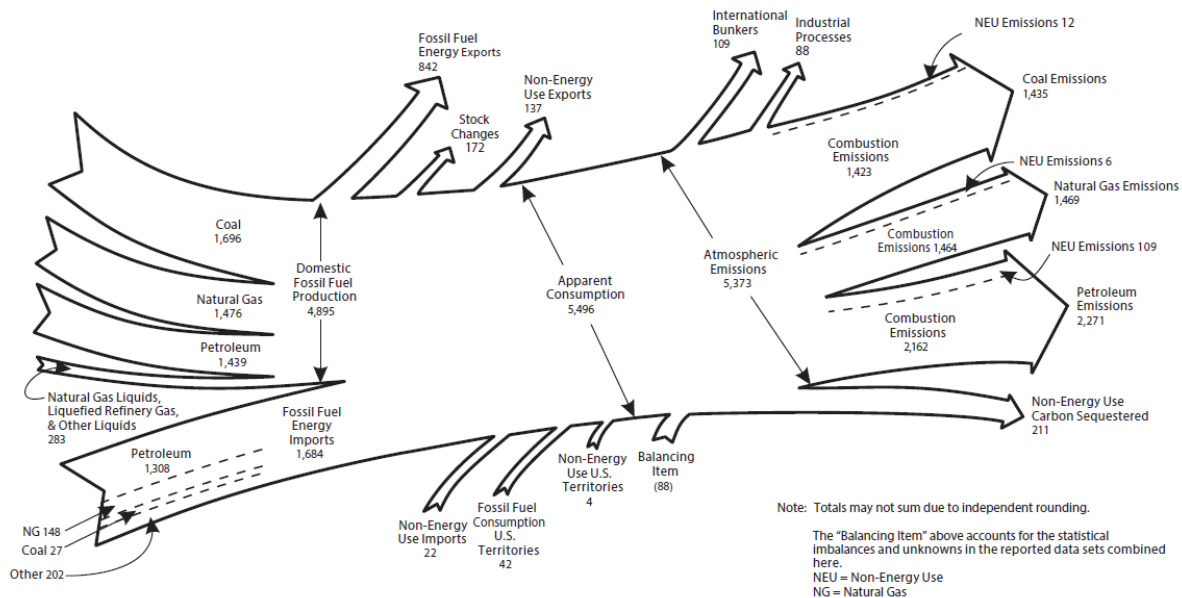 Fossil Fuel
Energy Exports
842
Stock
Changes
172
Non-Energy
Use Exports
137
International
Bunkers
109
Industrial
Processes
88
NEU Emissions 12
Coal Emissions
1,435
Combustion
Emissions
1,423
NEU Emissions 6
Natural Gas Emissions
1,469
Combustion
Emissions 1,464
NEU Emissions 109
Petroleum
Emissions
2,271
Combustion
Emissions
2,162
Coal
1,696
Natural Gas
1,476
Petroleum
1,439
Domestic
Fossil Fuel
Production
4,895
Apparent
Consumption
5,496
Atmospheric
Emissions
5,373
Natural Gas Liquids,
Liquefied Refinery Gas,
& Other Liquids
283
Fossil Fuel
Energy
Imports
1,684
Petroleum
1,308
NG 148
Coal 27
Other 202
Non-Energy
Use Imports
22
Fossil Fuel
Consumption
U.S.
Territories
42
Non-Energy
Use U.S.
Territories
4
Balancing
Item
(88)
Non-Energy Use
Carbon Sequestered
211
Note: Totals may not sum due to independent rounding.
The “Balancing Item” above accounts for the statistical
imbalances and unknowns in the reported data sets combined
here.
NEU = Non-Energy Use
NG = Natural Gas